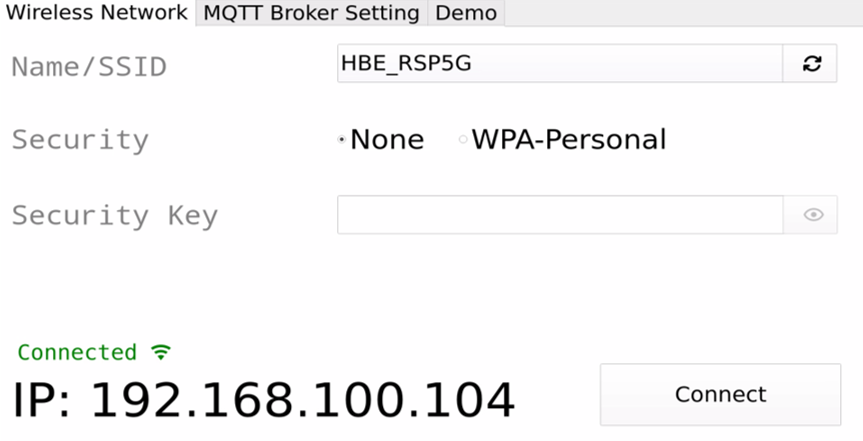 Wireless Network MQTT Broker Setting Demo
Name/SSID HBE_RSP5G
Security None WPA-Personal
Security Key
Connected
IP: 192.168.100.104 Connect